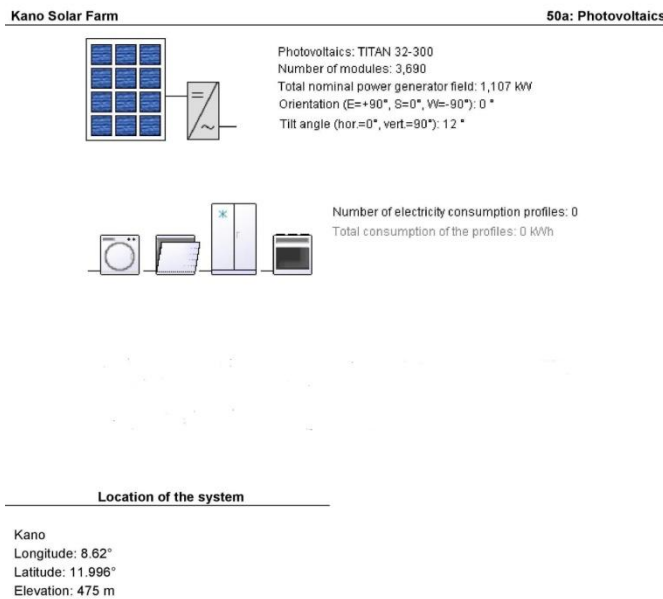 Kano Solar Farm
50a: Photovoltaics
Photovoltaics: TITAN 32-300
Number of modules: 3,690
Total nominal power generator field: 1,107 kW
Orientation (E=+90°, S=0°, W=-90°): 0 °
Tilt angle (hor.=0°, vert.=90°): 12 °
Number of electricity consumption profiles: 0
Total consumption of the profiles: 0 kWh
Location of the system
Kano
Longitude: 8.62°
Latitude: 11.996°
Elevation: 475 m